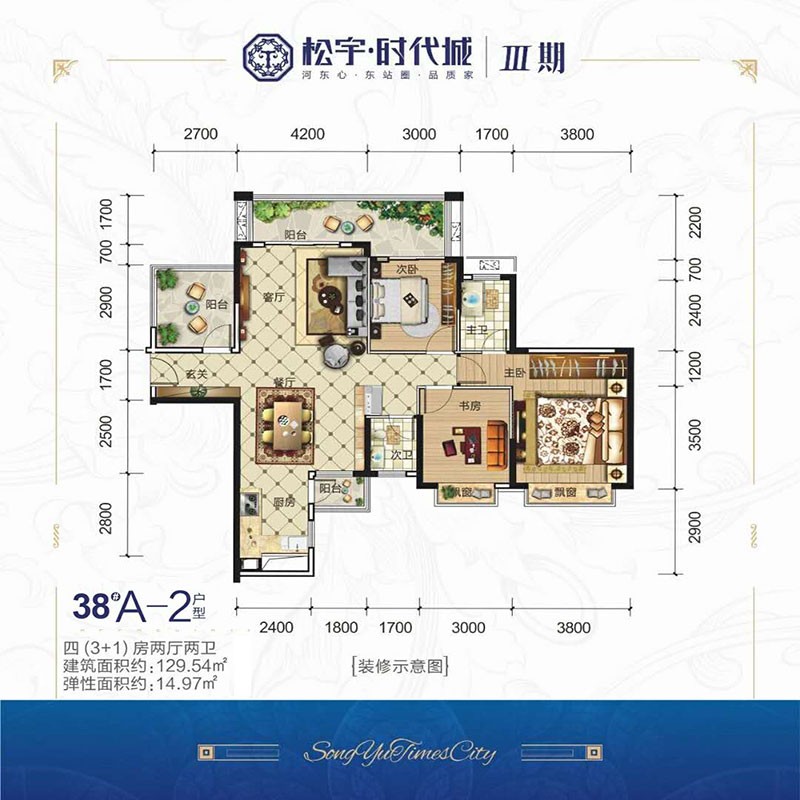 松宇·时代城 Ⅲ期
河东心·东站圈·品质家
2700 4200 3000 1700 3800
1700
700
2900
1700
2500
2800
2200
700
2400
1200
3500
2900
阳台
阳台
客厅
次卧
主卫
玄关
餐厅
主卧
书房
次卫
厨房
阳台
飘窗
飘窗
2400 1800 1700 3000 3800
38#A-2户型
四(3+1)房两厅两卫
建筑面积约:129.54㎡
弹性面积约:14.97㎡
[装修示意图]
SongYuTimesCity